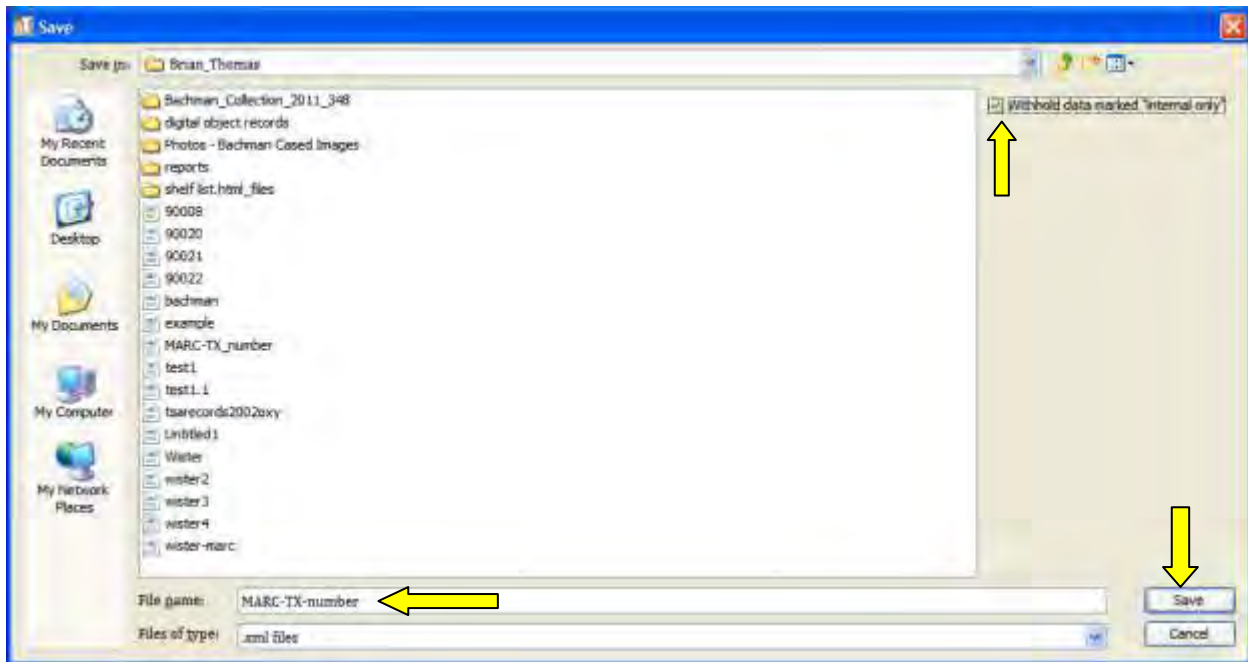 Save
Save in: Brian_Thomas
Withhold data marked "internal only"
My Recent Documents
Desktop
My Documents
My Computer
My Network Places
Bachman_Collection_2011_348
digital object records
Photos - Bachman Cased Images
reports
shelf list.html_files
90008
90020
90021
90022
bachman
example
MARC-TX_number
test1
test1.1
tsarecords2002oxy
Untitled1
Wister
wister2
wister3
wister4
wister-marc
File name: MARC-TX-number
Save
Files of type: .xml files
Cancel